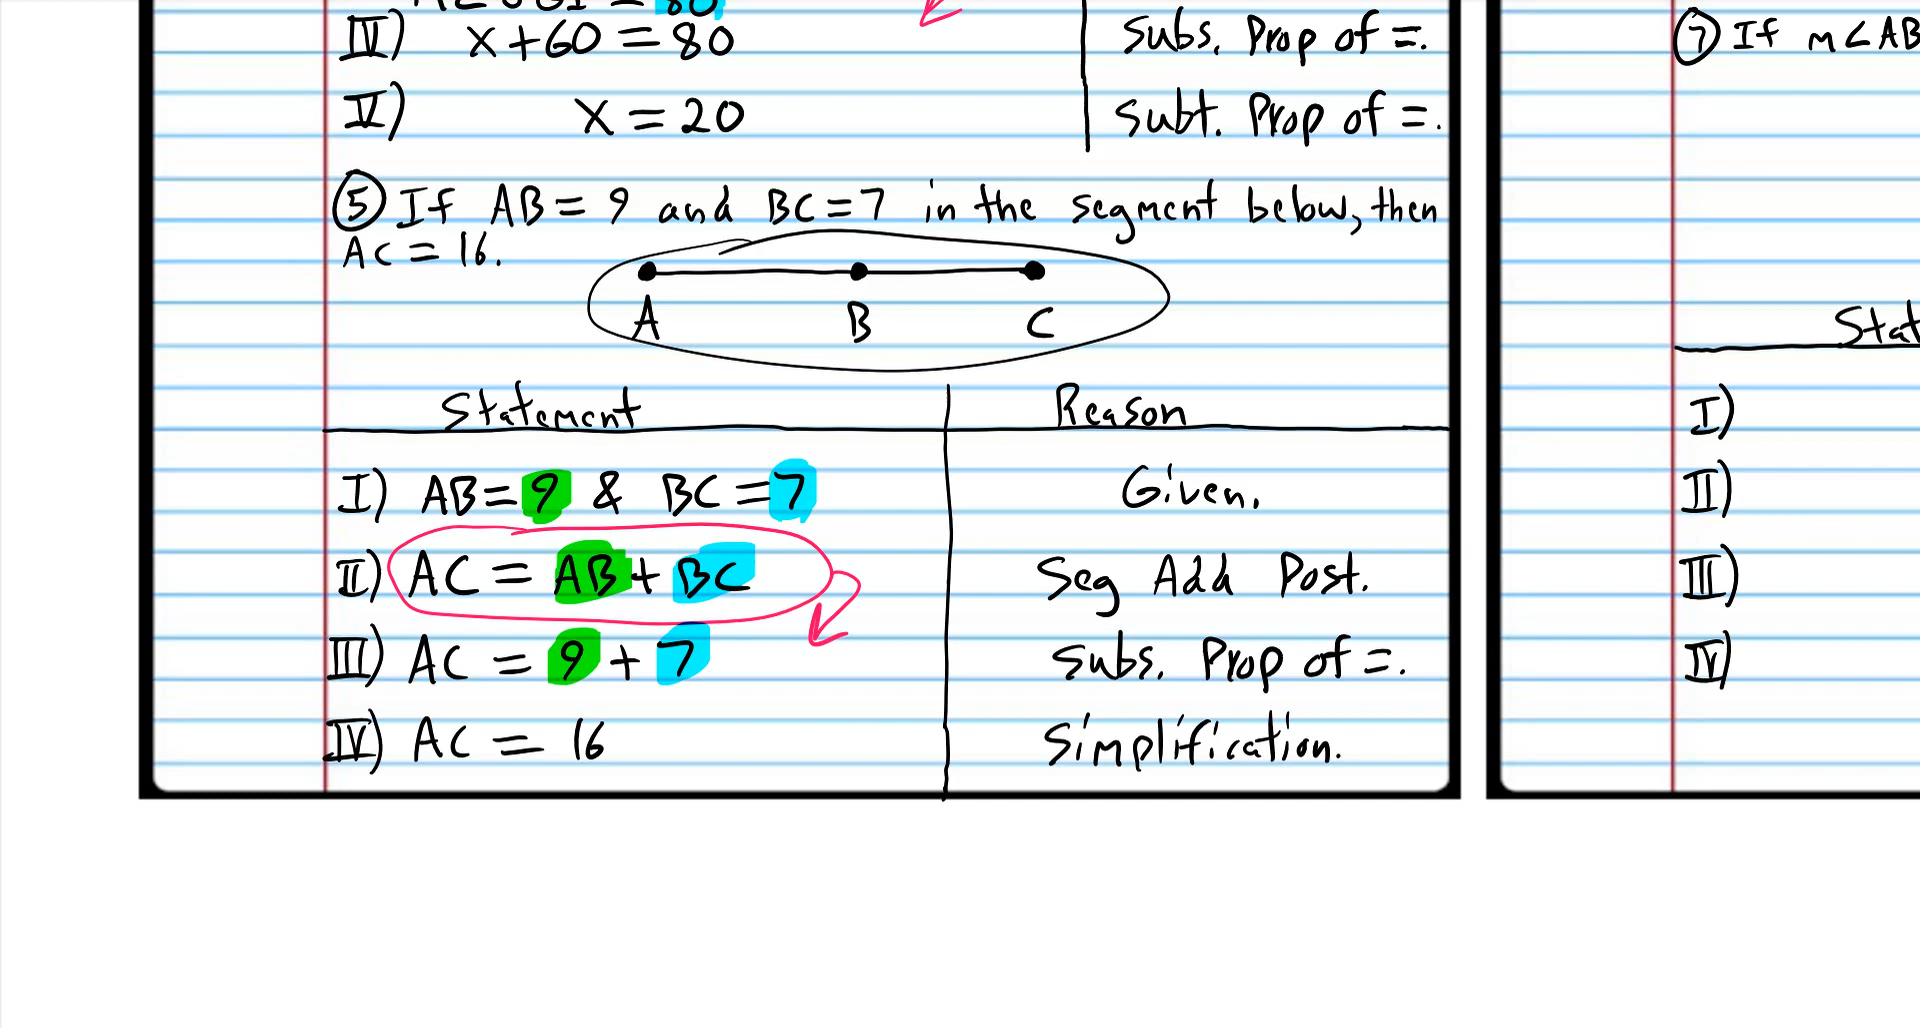 IV) x+60=80 Subs. Prop of =.
V) x=20 Subt. Prop of =.
⑤ If AB=9 and BC=7 in the segment below, then
AC=16.
A B C
Statement Reason
I) AB=9 & BC=7 Given.
II) AC=AB+BC Seg Add Post.
III) AC=9+7 Subs. Prop of =.
IV) AC=16 Simplification.
⑦ If m<AB
Stat
I)
II)
III)
IV)